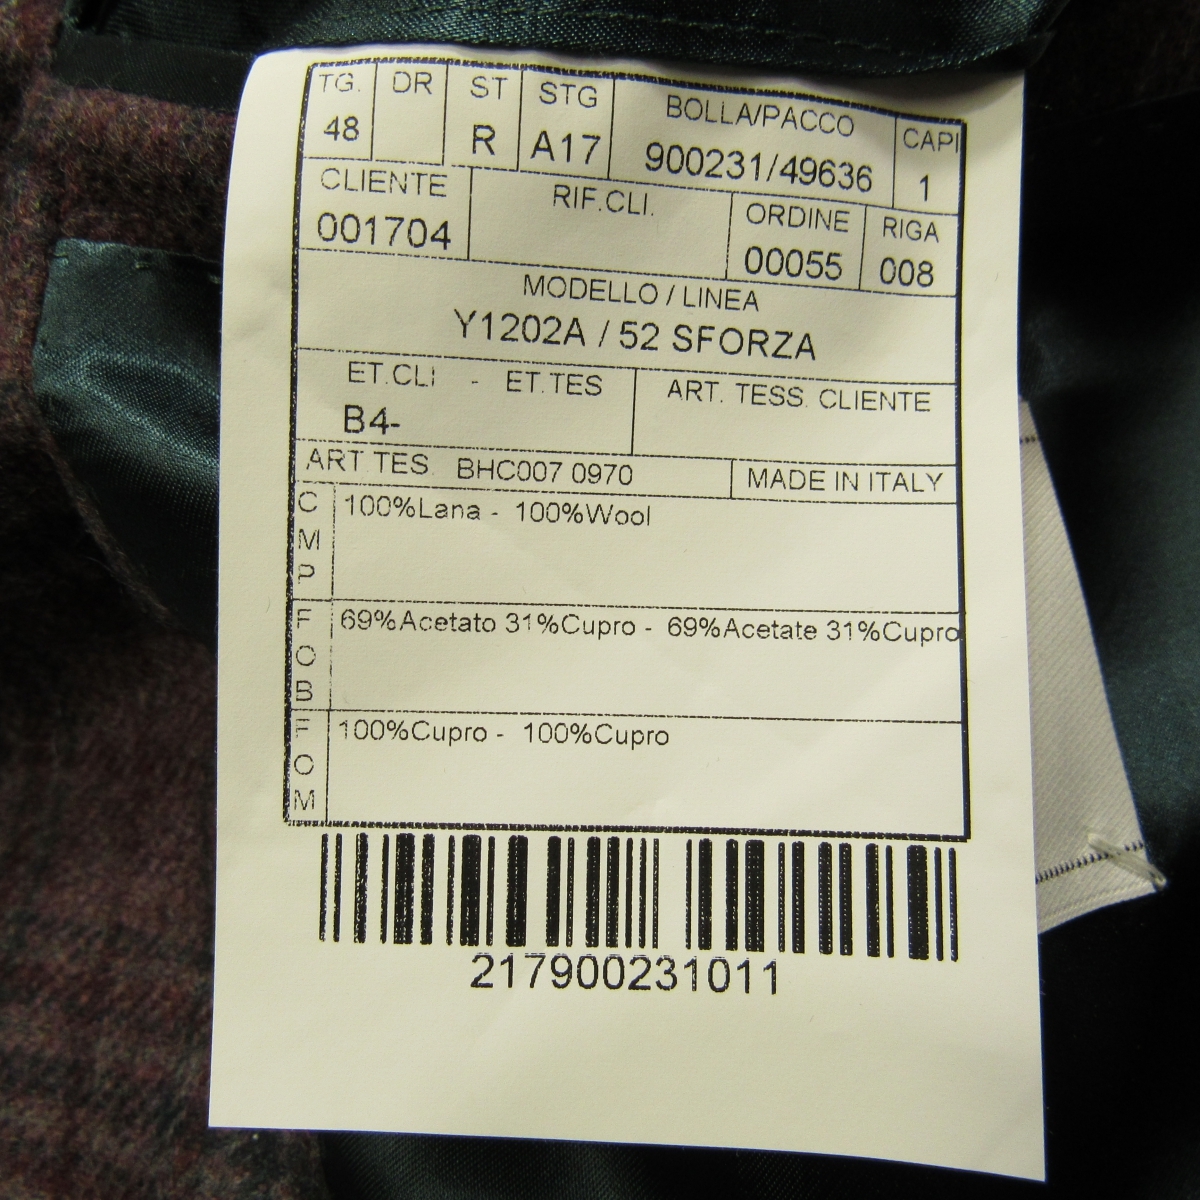 TG. DR ST STG BOLLA/PACCO CAPI
48 R A17 900231/49636 1
CLIENTE RIF.CLI. ORDINE RIGA
001704 00055 008
MODELLO / LINEA
Y1202A / 52 SFORZA
ET.CLI - ET.TES ART. TESS. CLIENTE
B4-
ART.TES. BHC007 0970 MADE IN ITALY
CMP 100%Lana - 100%Wool
FOB 69%Acetato 31%Cupro - 69%Acetate 31%Cupro
FOM 100%Cupro - 100%Cupro
217900231011